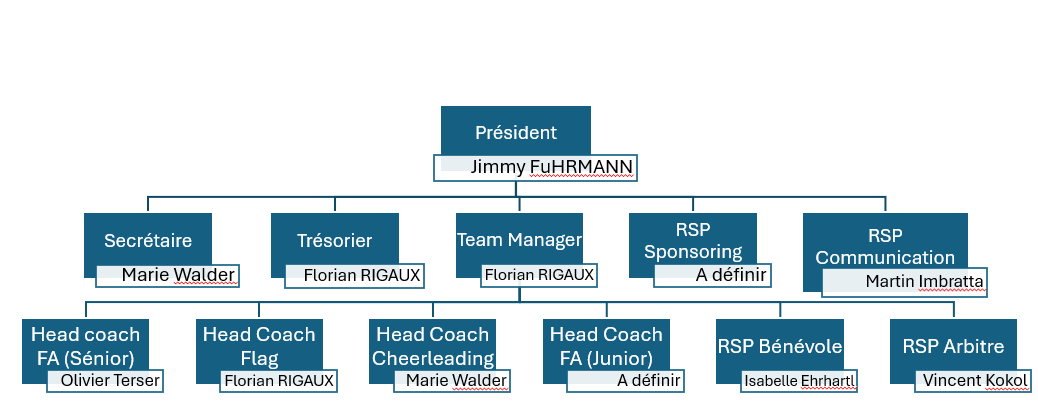 Président
Jimmy FuHRMANN
Secrétaire
Marie Walder
Trésorier
Florian RIGAUX
Team Manager
Florian RIGAUX
RSP
Sponsoring
A définir
RSP
Communication
Martin Imbratta
Head coach
FA (Sénior)
Olivier Terser
Head Coach
Flag
Florian RIGAUX
Head Coach
Cheerleading
Marie Walder
Head Coach
FA (Junior)
A définir
RSP Bénévole
Isabelle Ehrhartl
RSP Arbitre
Vincent Kokol